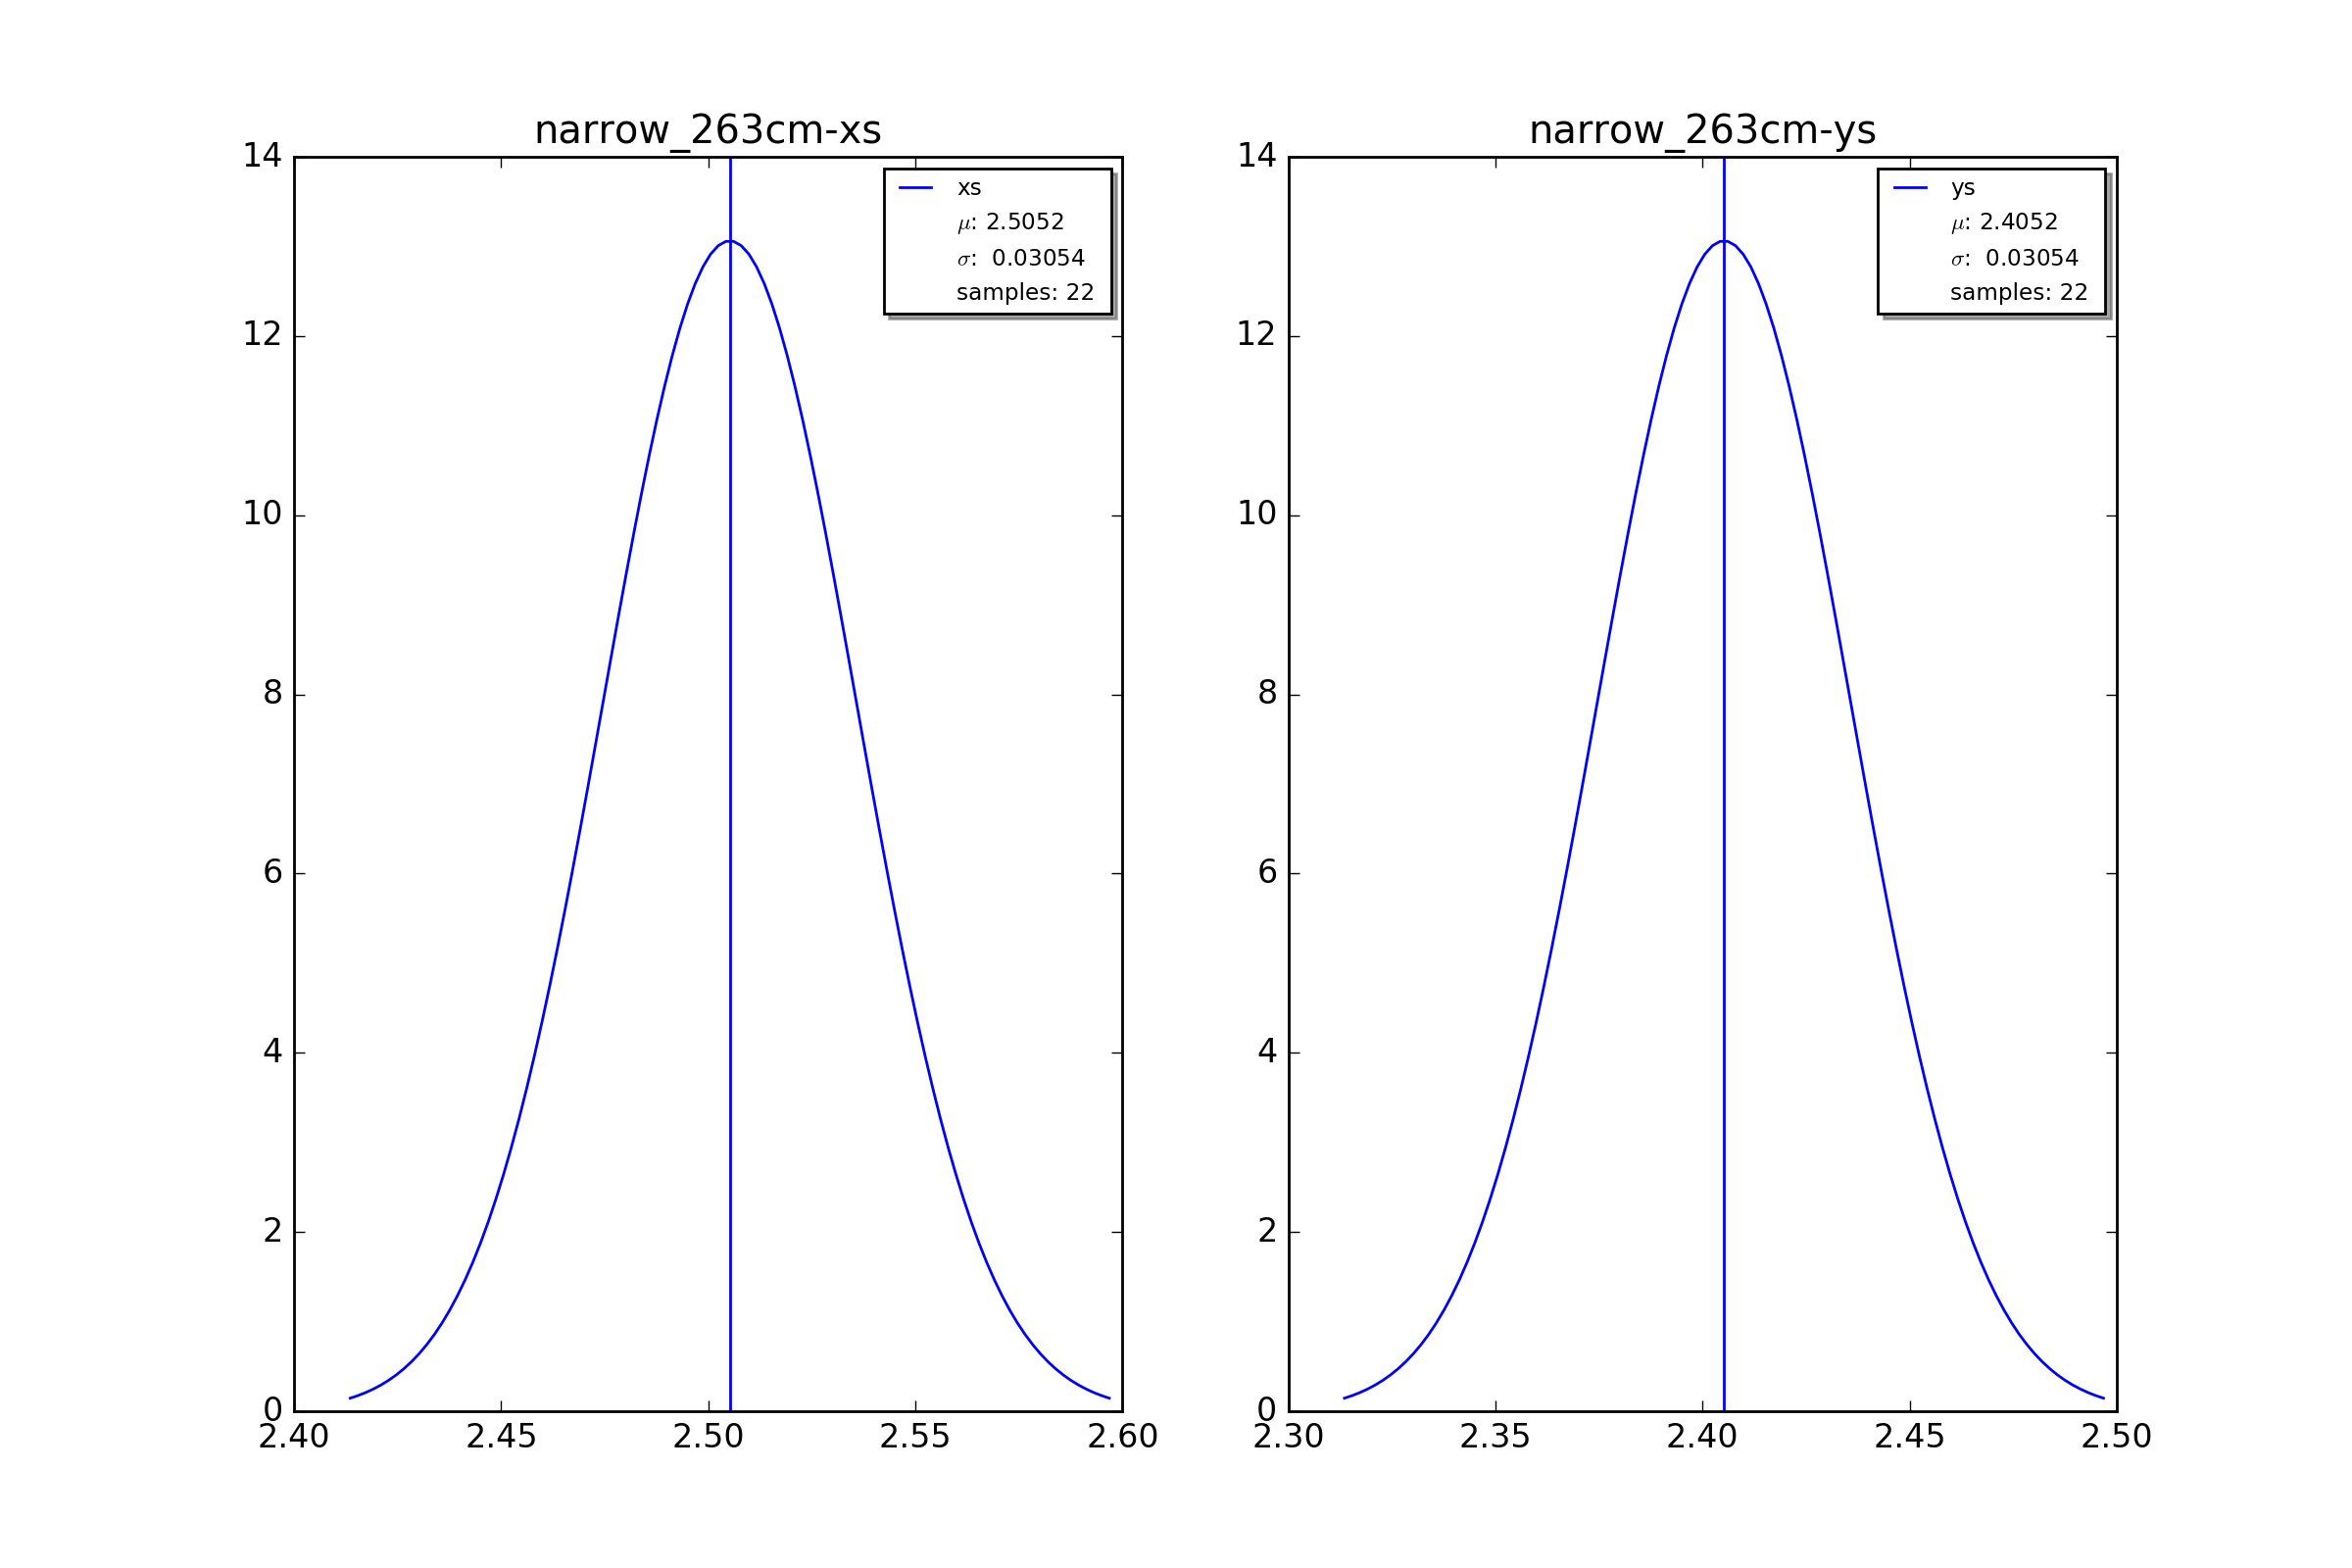 narrow_263cm-xs
14
12
10
8
6
4
2
0
2.40 2.45 2.50 2.55 2.60
xs
μ: 2.5052
σ: 0.03054
samples: 22
narrow_263cm-ys
14
12
10
8
6
4
2
0
2.30 2.35 2.40 2.45 2.50
ys
μ: 2.4052
σ: 0.03054
samples: 22